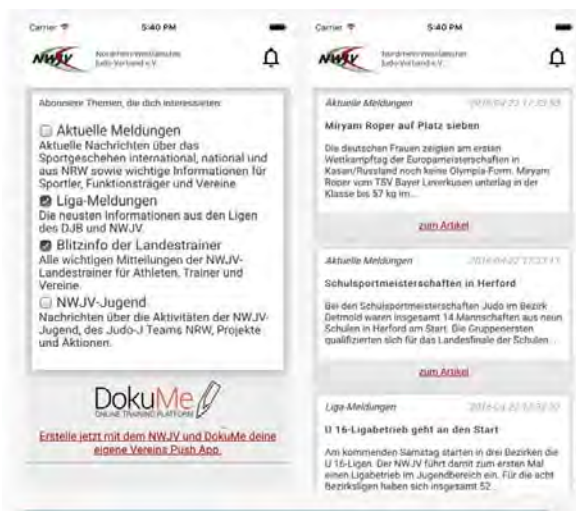 Carrier 5:40 PM
NWJV
Nordrhein-Westfälischer
Judo-Verband e.V.
Abonniere Themen, die dich interessieren:
Aktuelle Meldungen
Aktuelle Nachrichten über das
Sportgeschehen international, national und
aus NRW sowie wichtige Informationen für
Sportler, Funktionsträger und Vereine
Liga-Meldungen
Die neusten Informationen aus den Ligen
des DJB und NWJV.
Blitzinfo der Landestrainer
Alle wichtigen Mitteilungen der NWJV-
Landestrainer für Athleten, Trainer und
Vereine.
NWJV-Jugend
Nachrichten über die Aktivitäten der NWJV-
Jugend, des Judo-J Teams NRW, Projekte
und Aktionen.
DokuMe
ONLINE TRAINING PLATFORM
Erstelle jetzt mit dem NWJV und DokuMe deine
eigene Vereins Push App.
Carrier 5:40 PM
NWJV
Nordrhein-Westfälischer
Judo-Verband e.V.
Aktuelle Meldungen
Miryam Roper auf Platz sieben
Die deutschen Frauen zeigten am ersten
Wettkampftag der Europameisterschaften in
Kasan/Russland noch keine Olympia-Form. Miryam
Roper vom TSV Bayer Leverkusen unterlag in der
Klasse bis 57 kg im...
zum Artikel
Aktuelle Meldungen
Schulsportmeisterschaften in Herford
Bei den Schulsportmeisterschaften Judo im Bezirk
Detmold waren insgesamt 14 Mannschaften aus neun
Schulen in Herford am Start. Die Gruppenersten
qualifizierten sich für das Landesfinale der Schulen...
zum Artikel
Liga-Meldungen
U 16-Ligabetrieb geht an den Start
Am kommenden Samstag starten in drei Bezirken die
U 16-Ligen. Der NWJV führt damit zum ersten Mal
einen Ligabetrieb im Jugendbereich ein. Für die acht
Bezirksligen haben sich insgesamt 52...